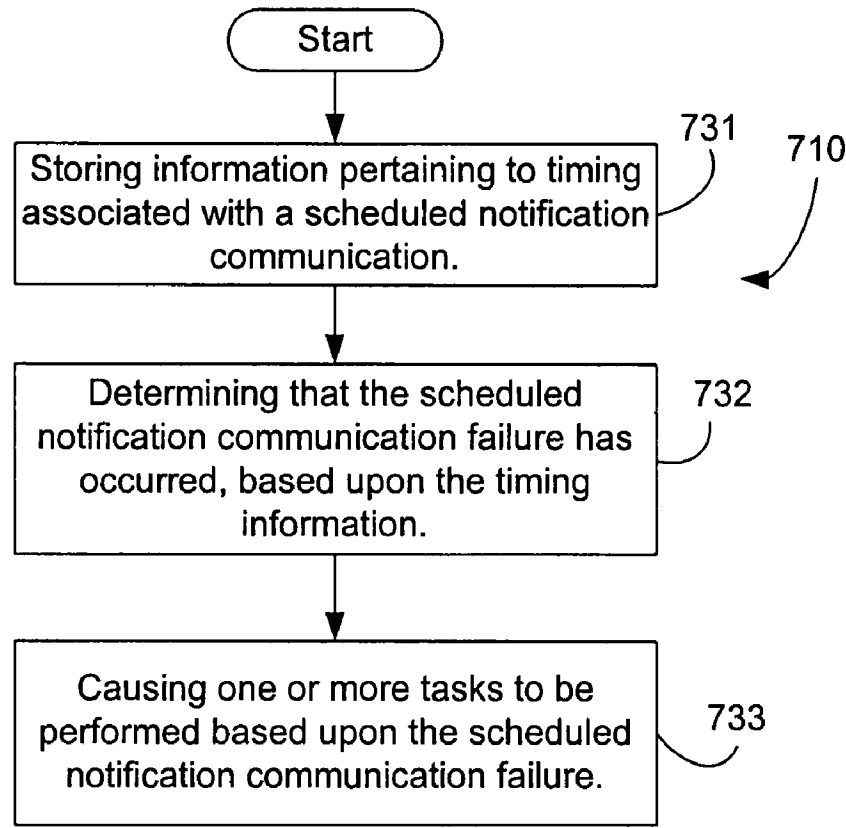 Start
731
710
Storing information pertaining to timing
associated with a scheduled notification
communication.
732
Determining that the scheduled
notification communication failure has
occurred, based upon the timing
information.
733
Causing one or more tasks to be
performed based upon the scheduled
notification communication failure.